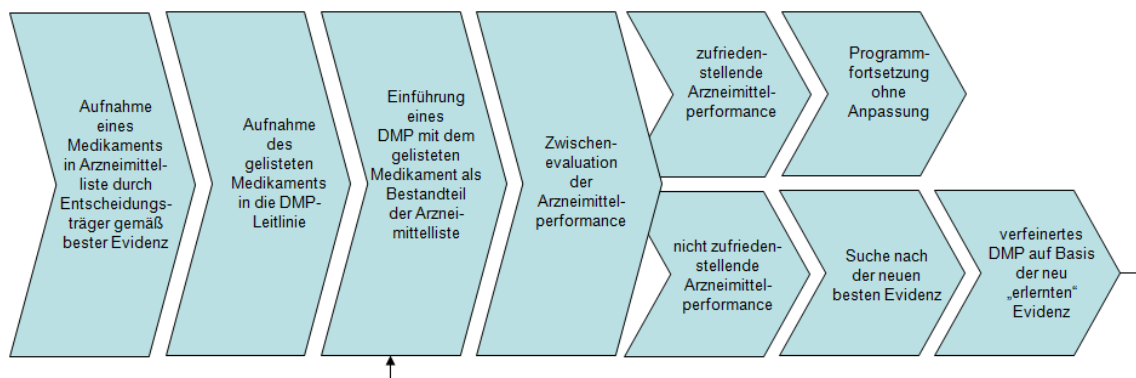 Aufnahme
eines
Medikaments
in Arzneimittel-
liste durch
Entscheidungs-
träger gemäß
bester Evidenz
Aufnahme
des
gelisteten
Medikaments
in die DMP-
Leitlinie
Einführung
eines
DMP mit dem
gelisteten
Medikament als
Bestandteil
der Arznei-
mittelliste
Zwischen-
evaluation
der
Arzneimittel-
performance
zufrieden-
stellende
Arzneimittel-
performance
Programm-
fortsetzung
ohne
Anpassung
nicht zufrieden-
stellende
Arzneimittel-
performance
Suche nach
der neuen
besten Evidenz
verfeinertes
DMP auf Basis
der neu
„erlernten“
Evidenz